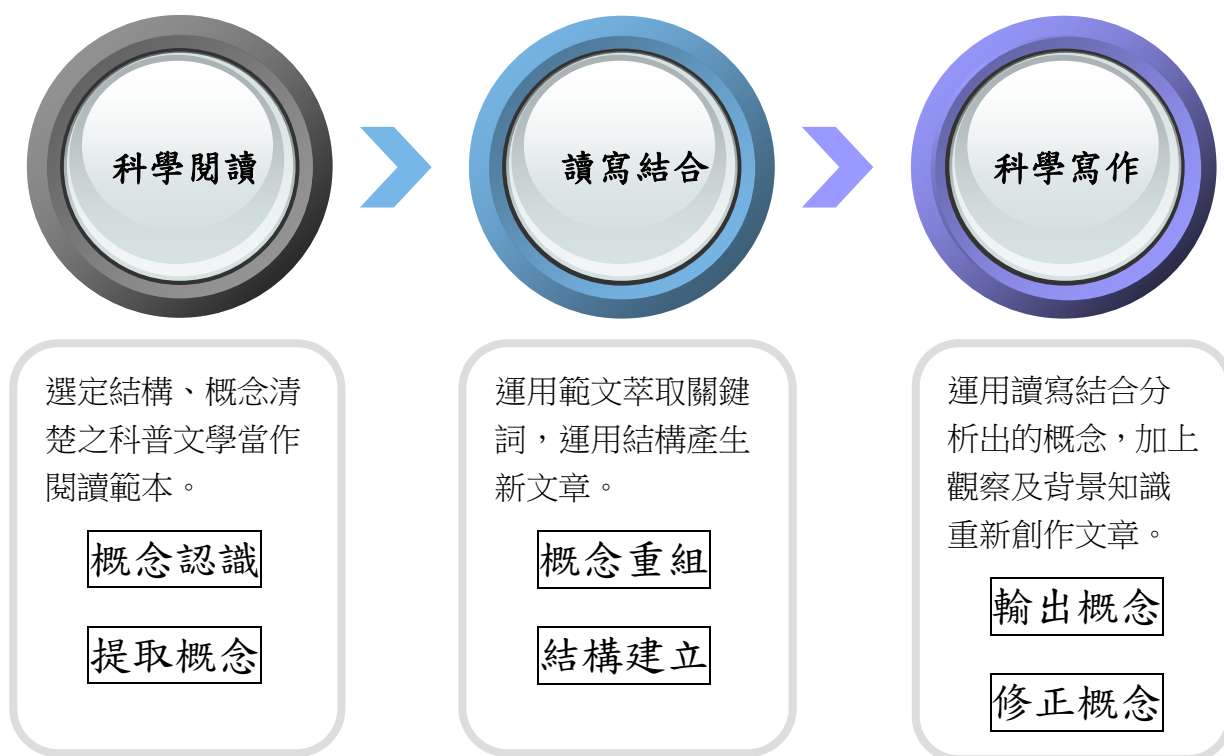 科學閱讀
讀寫結合
科學寫作
選定結構、概念清
楚之科普文學當作
閱讀範本。
概念認識
提取概念
運用範文萃取關鍵
詞，運用結構產生
新文章。
概念重組
結構建立
運用讀寫結合分
析出的概念，加上
觀察及背景知識
重新創作文章。
輸出概念
修正概念